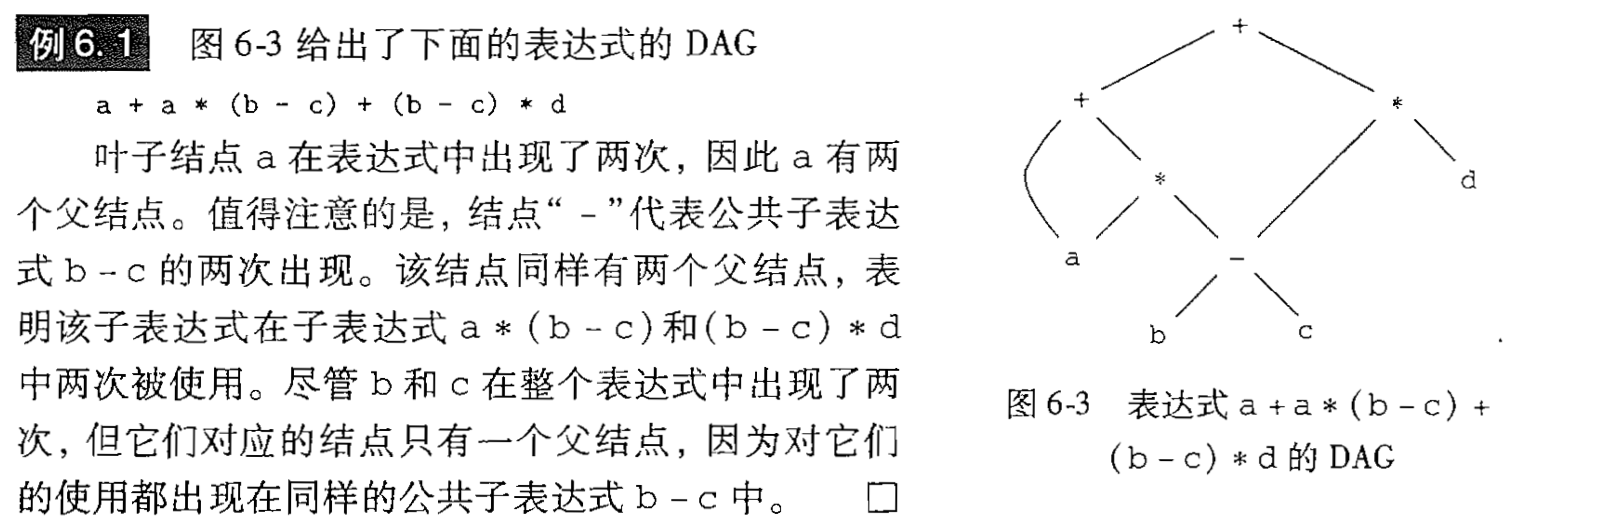 例6.1 图 6-3 给出了下面的表达式的 DAG
a + a * (b - c) + (b - c) * d
叶子结点 a 在表达式中出现了两次，因此 a 有两
个父结点。值得注意的是，结点“ - ”代表公共子表达
式 b - c 的两次出现。该结点同样有两个父结点，表
明该子表达式在子表达式 a * (b - c)和(b - c) * d
中两次被使用。尽管 b 和 c 在整个表达式中出现了两
次，但它们对应的结点只有一个父结点，因为对它们
的使用都出现在同样的公共子表达式 b - c 中。 □
+
+ *
* d
a -
b c
图 6-3 表达式 a + a * (b - c) +
(b - c) * d 的 DAG